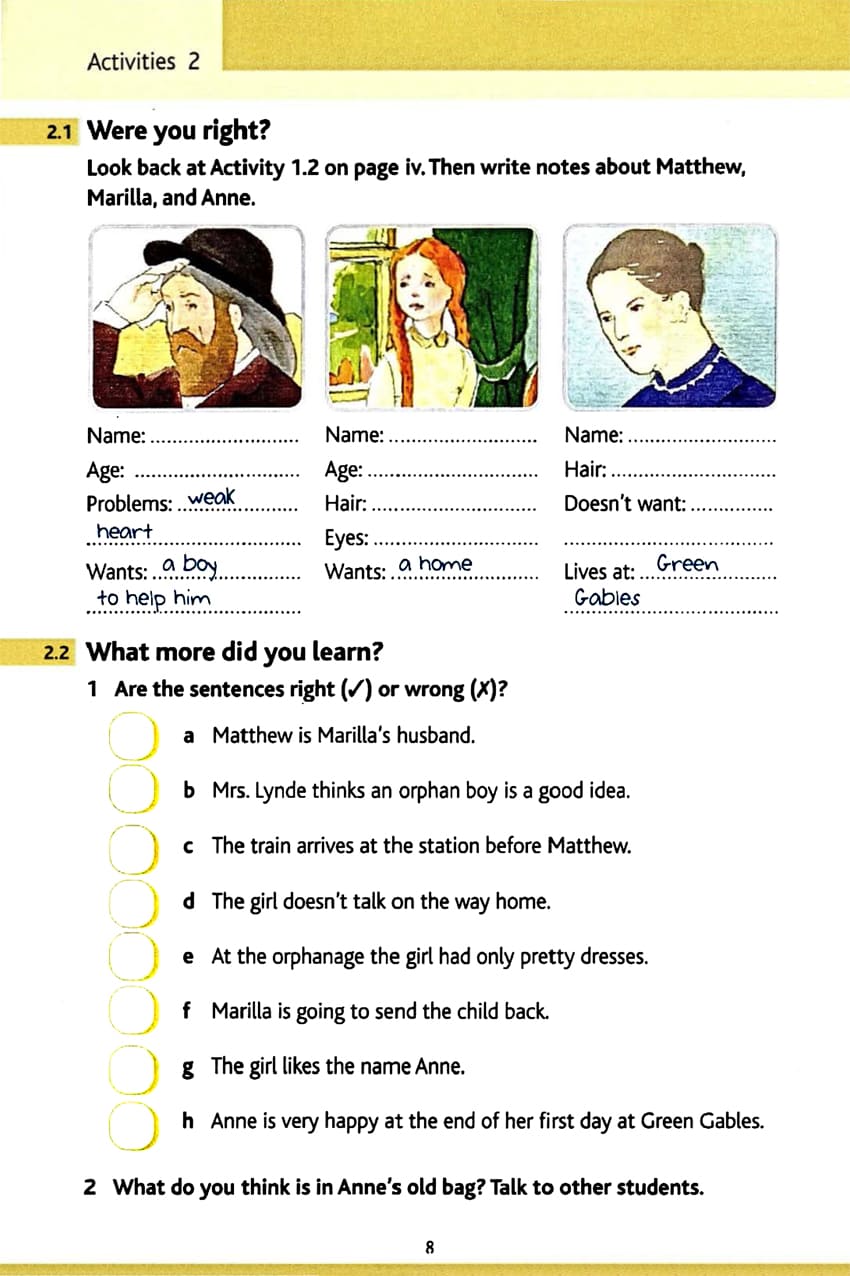 Activities 2
2.1 Were you right?
Look back at Activity 1.2 on page iv. Then write notes about Matthew,
Marilla, and Anne.
Name: ...........................
Age: ..............................
Problems: weak
heart
Wants: a boy
to help him
Name: ...........................
Age: ...............................
Hair: ..............................
Eyes: ..............................
Wants: a home
Name: ...........................
Hair: ..............................
Doesn't want: ...............
......................................
Lives at: Green
Gables
2.2 What more did you learn?
1 Are the sentences right (✓) or wrong (✗)?
a Matthew is Marilla's husband.
b Mrs. Lynde thinks an orphan boy is a good idea.
c The train arrives at the station before Matthew.
d The girl doesn't talk on the way home.
e At the orphanage the girl had only pretty dresses.
f Marilla is going to send the child back.
g The girl likes the name Anne.
h Anne is very happy at the end of her first day at Green Gables.
2 What do you think is in Anne's old bag? Talk to other students.
8